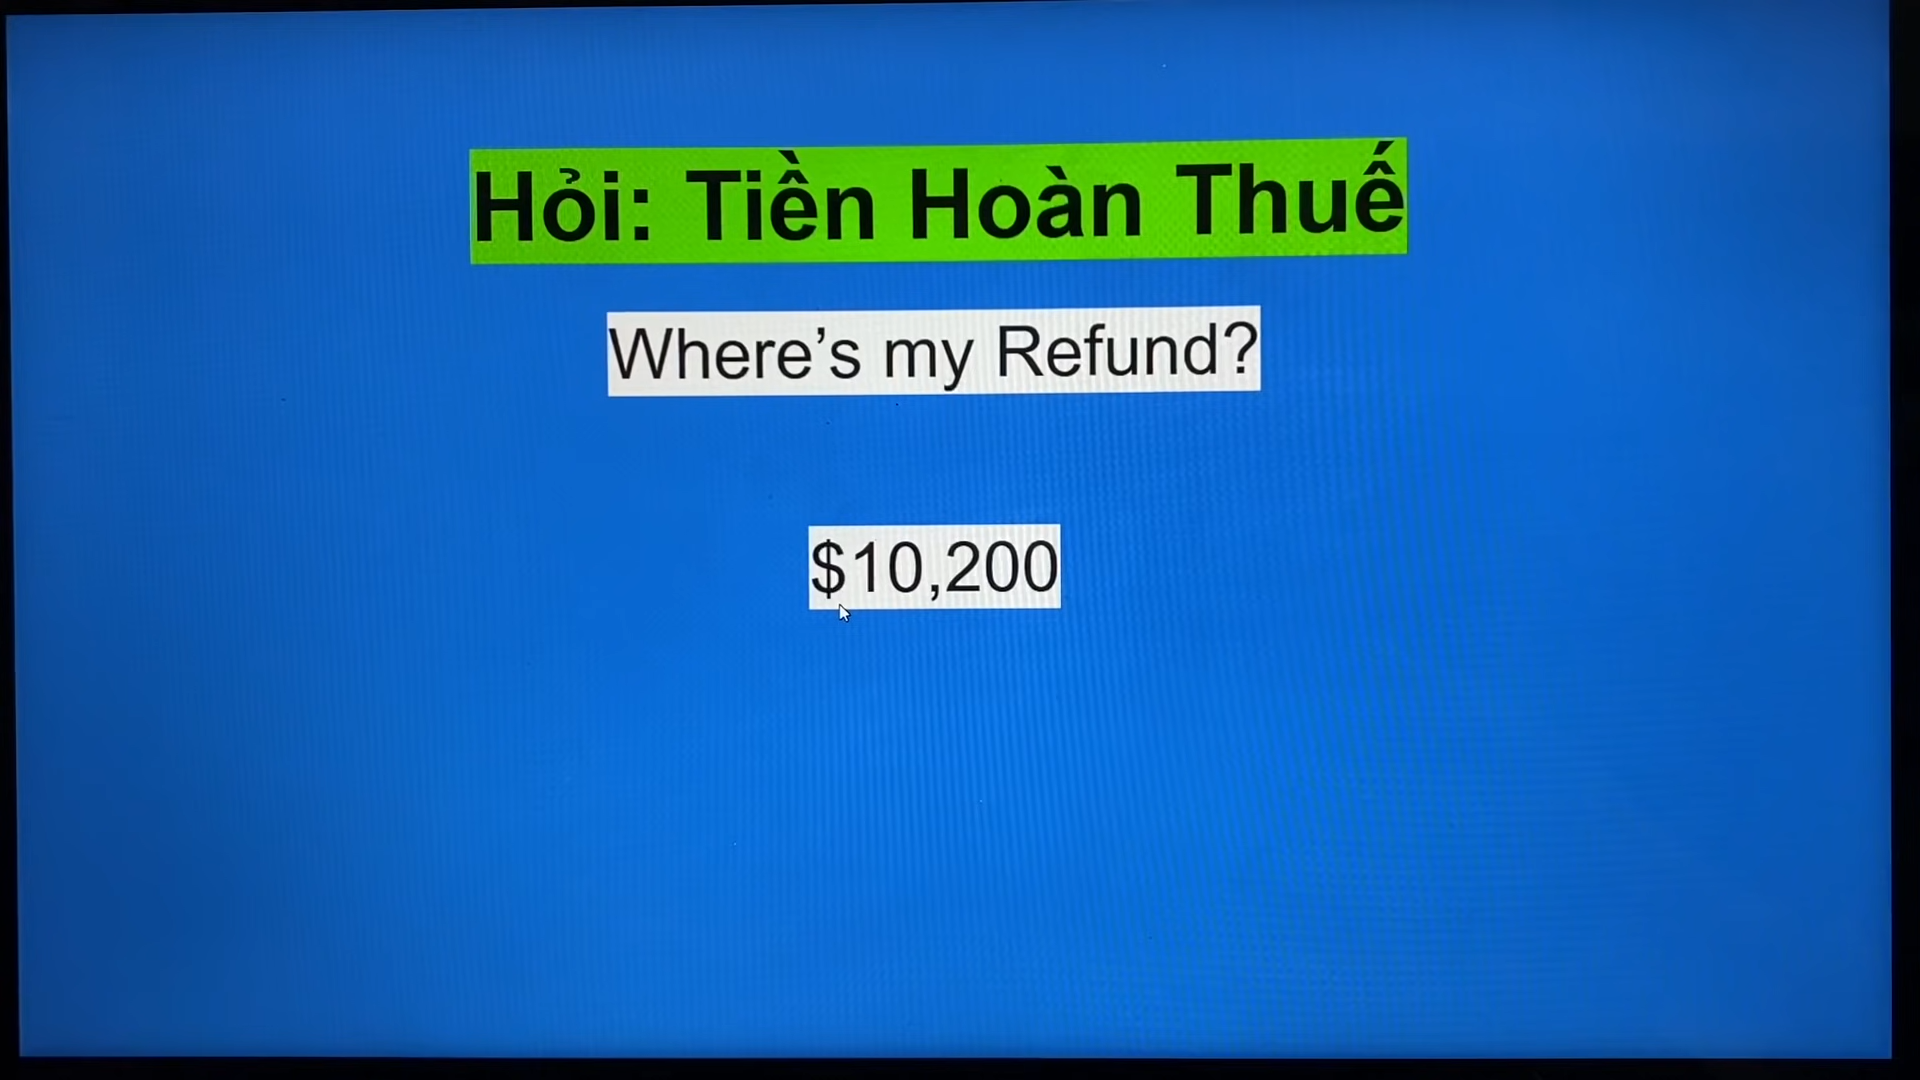 Hỏi: Tiền Hoàn Thuế
Where’s my Refund?
$10,200